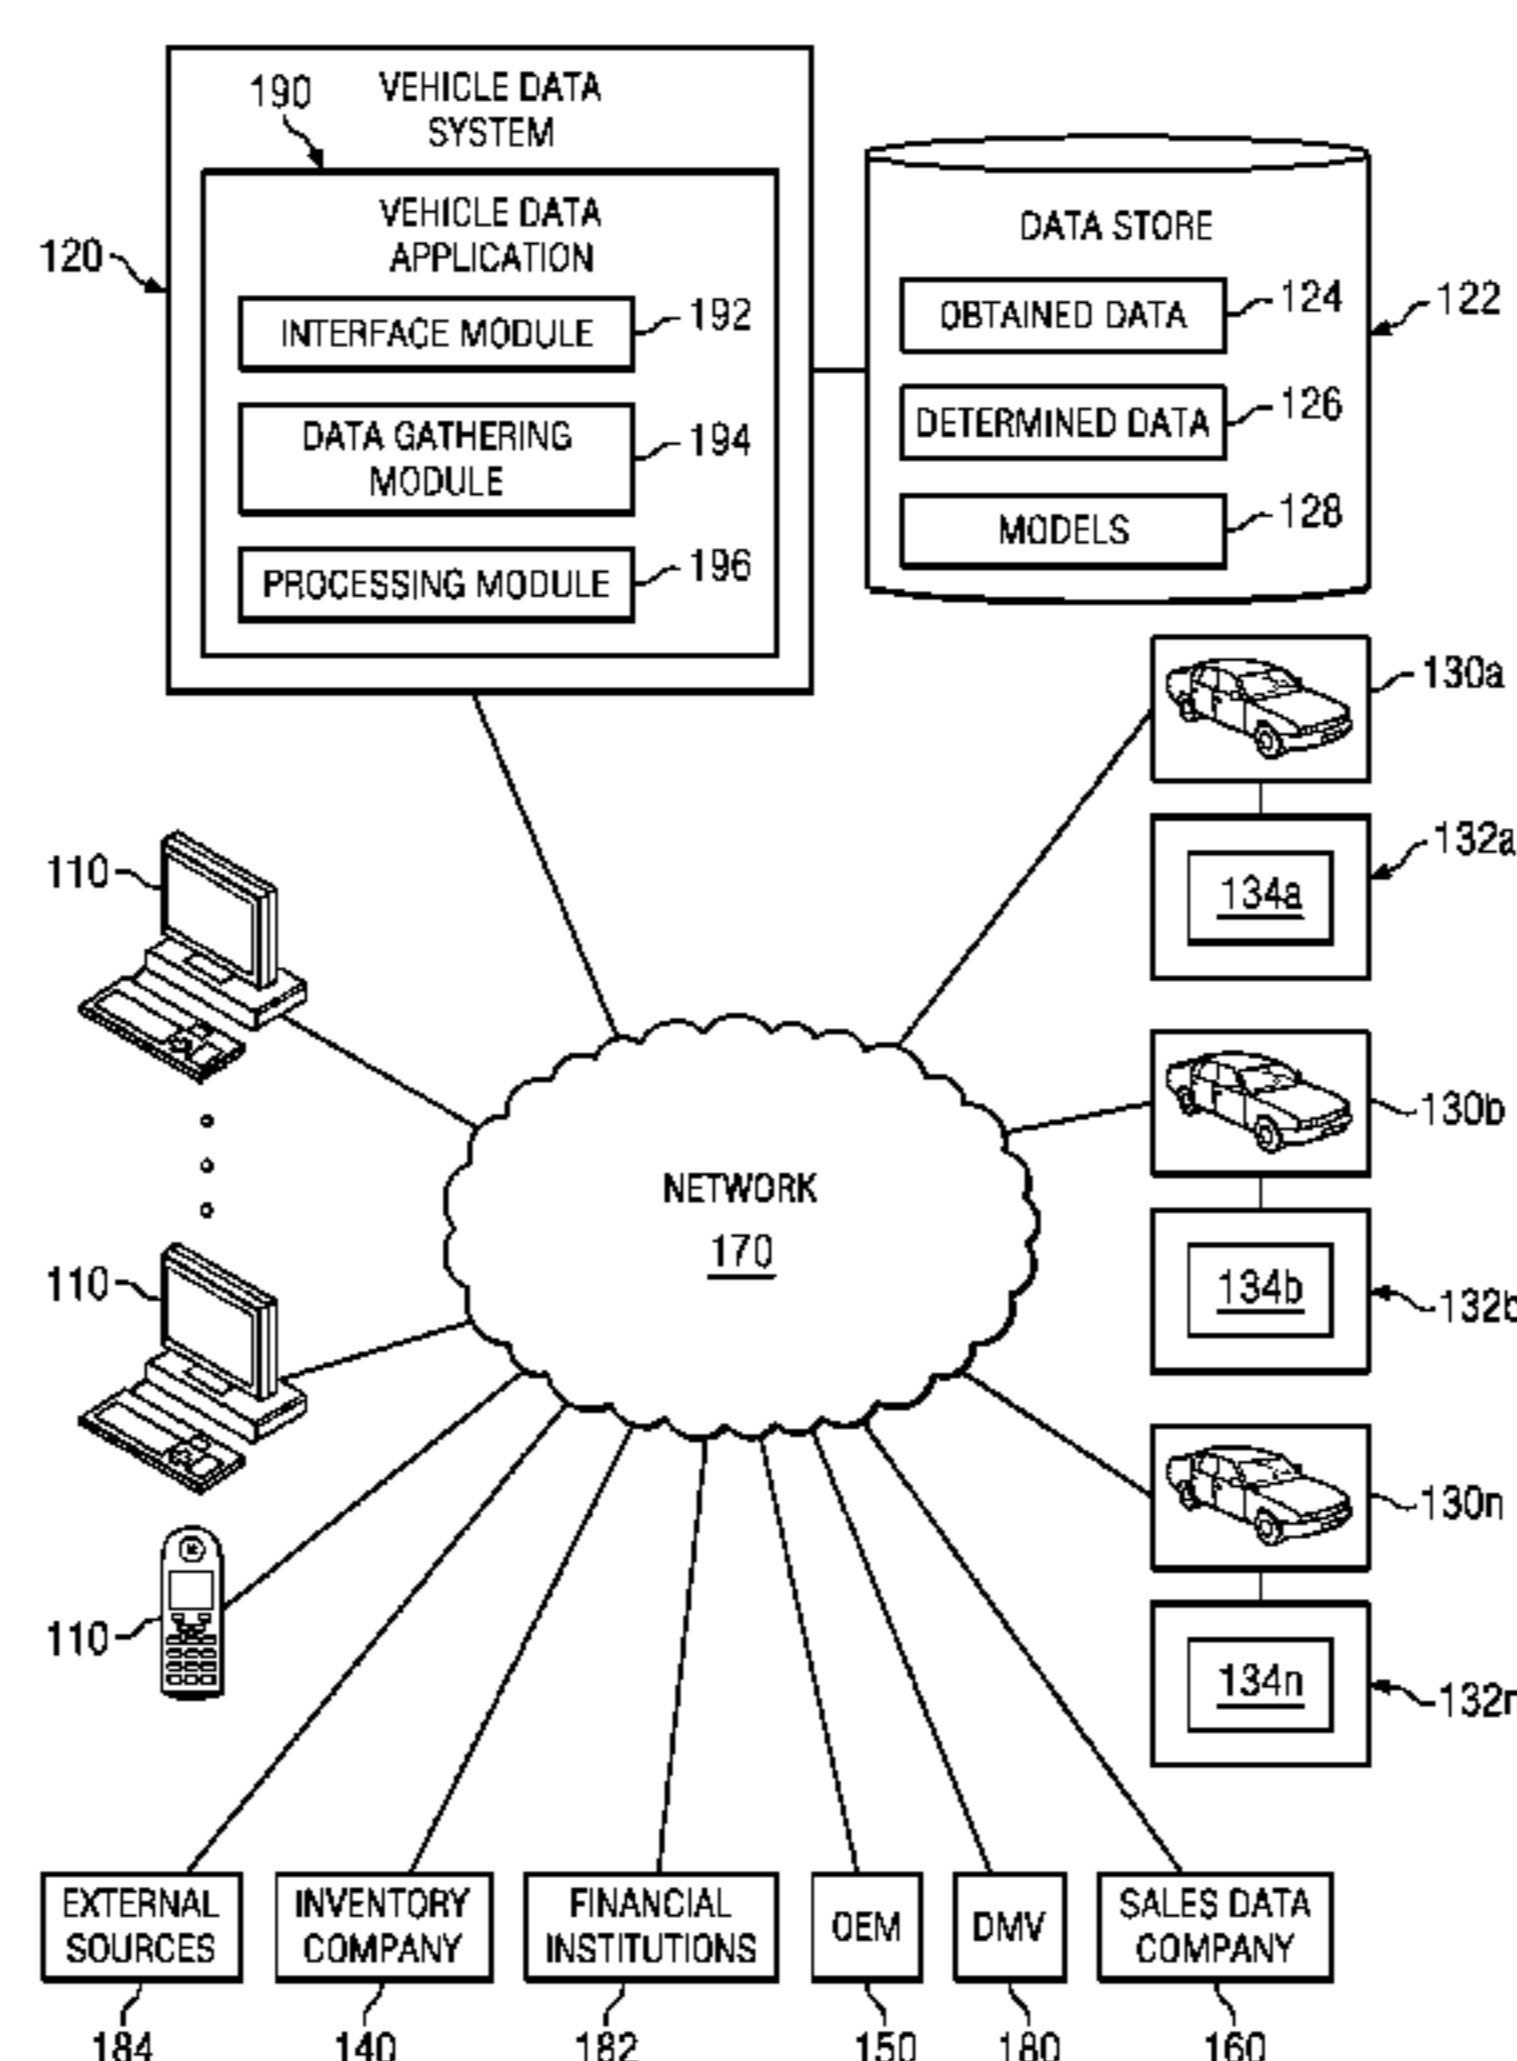 VEHICLE DATA
SYSTEM
190
VEHICLE DATA
APPLICATION
120
INTERFACE MODULE
192
DATA GATHERING
MODULE
194
PROCESSING MODULE
196
DATA STORE
OBTAINED DATA
124
122
DETERMINED DATA
126
MODELS
128
130a
132a
134a
110
130b
NETWORK
170
134b
132b
110
130n
110
134n
132n
EXTERNAL
SOURCES
INVENTORY
COMPANY
FINANCIAL
INSTITUTIONS
OEM
DMV
SALES DATA
COMPANY
184
140
182
150
180
160